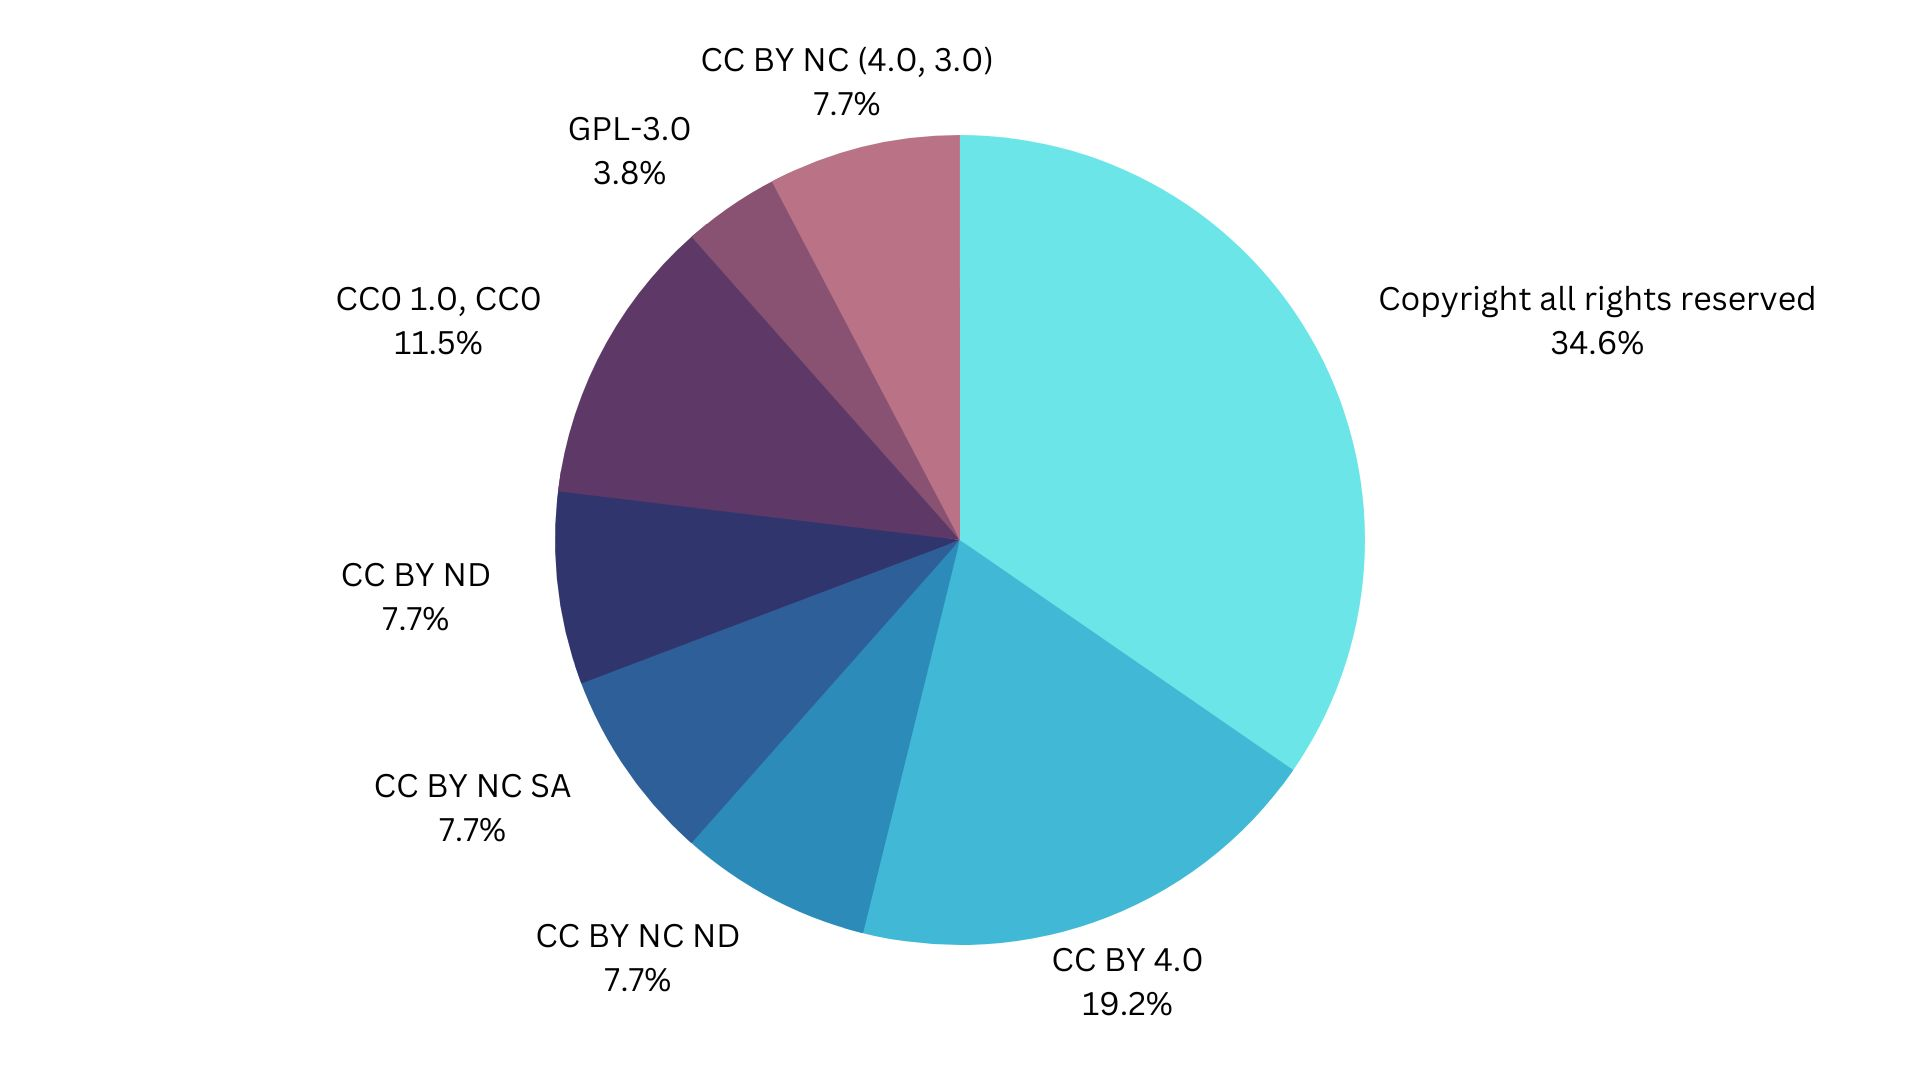 CC BY NC (4.0, 3.0)
7.7%
GPL-3.0
3.8%
CC0 1.0, CC0
11.5%
Copyright all rights reserved
34.6%
CC BY ND
7.7%
CC BY NC SA
7.7%
CC BY NC ND
7.7%
CC BY 4.0
19.2%